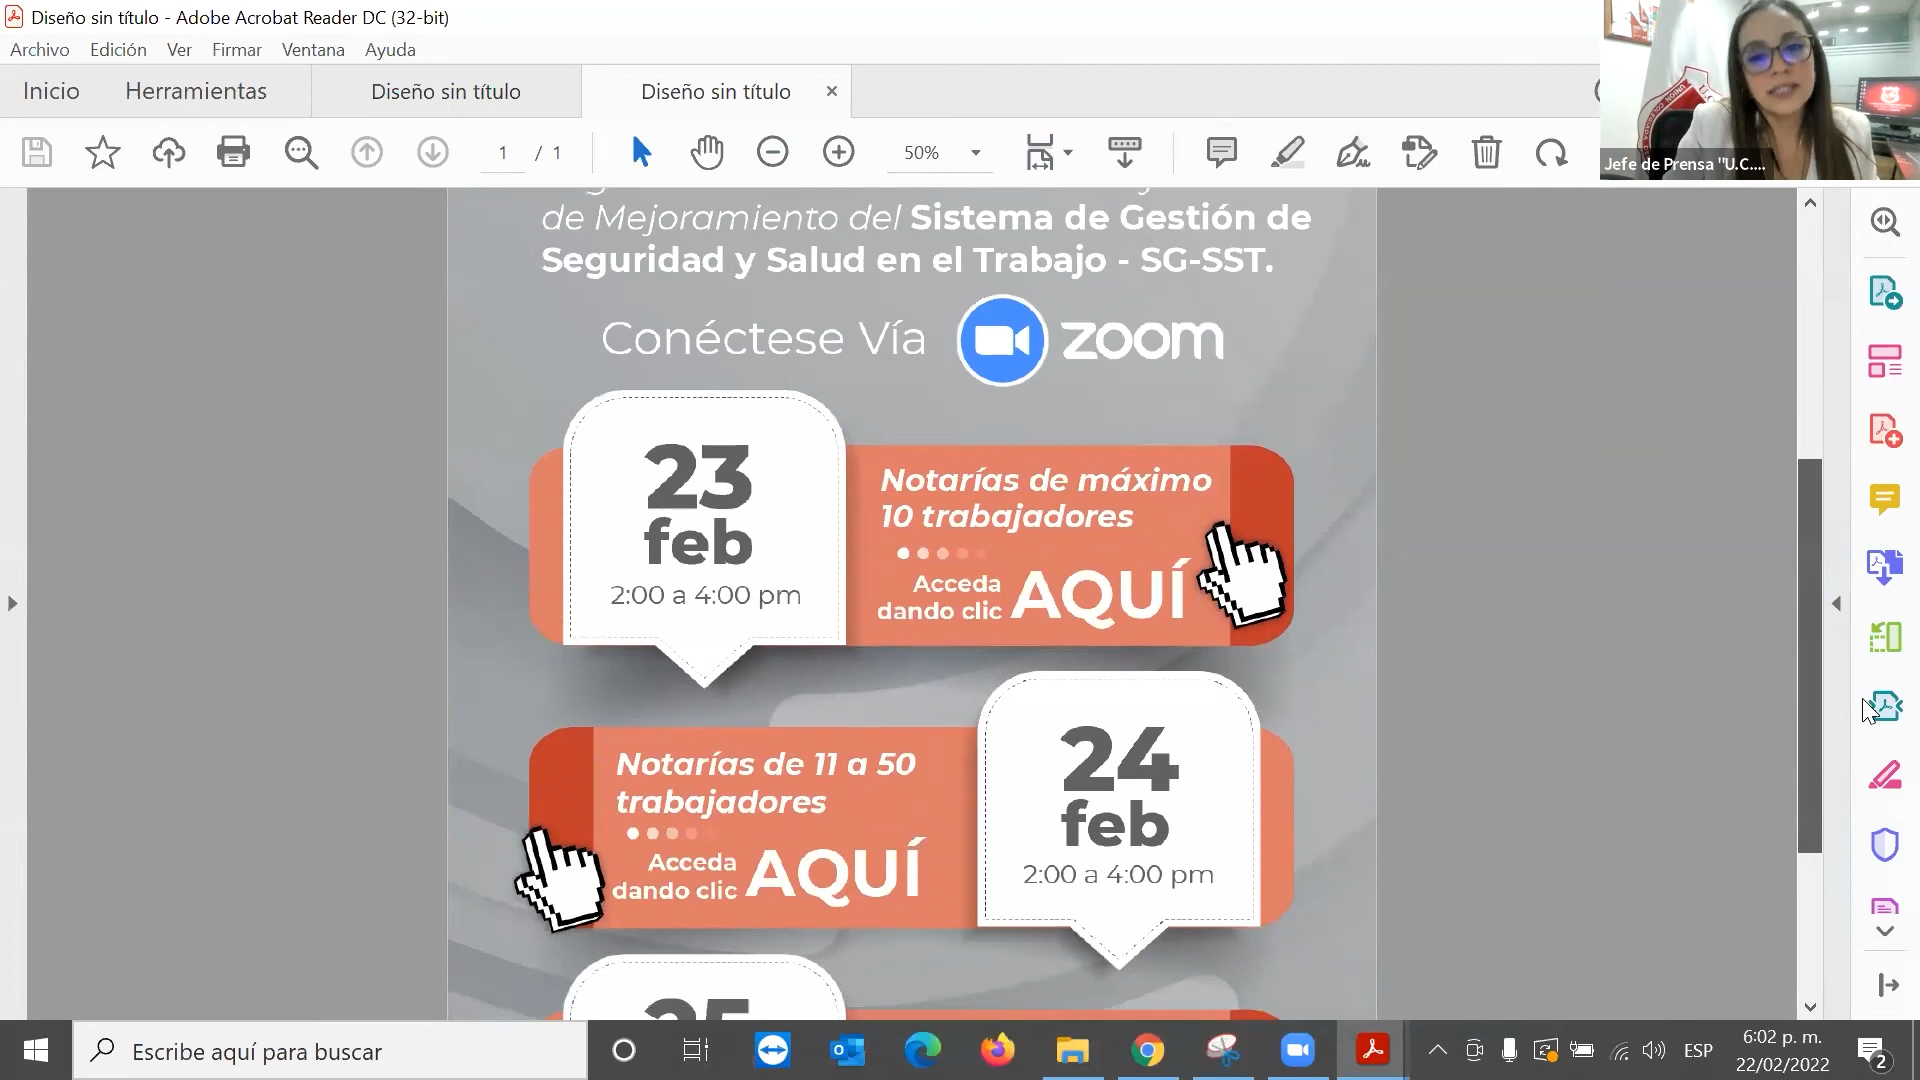 Diseño sin título - Adobe Acrobat Reader DC (32-bit)
Archivo Edición Ver Firmar Ventana Ayuda
Inicio Herramientas Diseño sin título Diseño sin título ×
1 / 1 50%
Jefe de Prensa "U.C....
de Mejoramiento del Sistema de Gestión de
Seguridad y Salud en el Trabajo - SG-SST.
Conéctese Vía zoom
23
feb
2:00 a 4:00 pm
Notarías de máximo
10 trabajadores
Acceda
dando clic AQUÍ
Notarías de 11 a 50
trabajadores
Acceda
dando clic AQUÍ
24
feb
2:00 a 4:00 pm
25
Escribe aquí para buscar
ESP
6:02 p. m.
22/02/2022
2